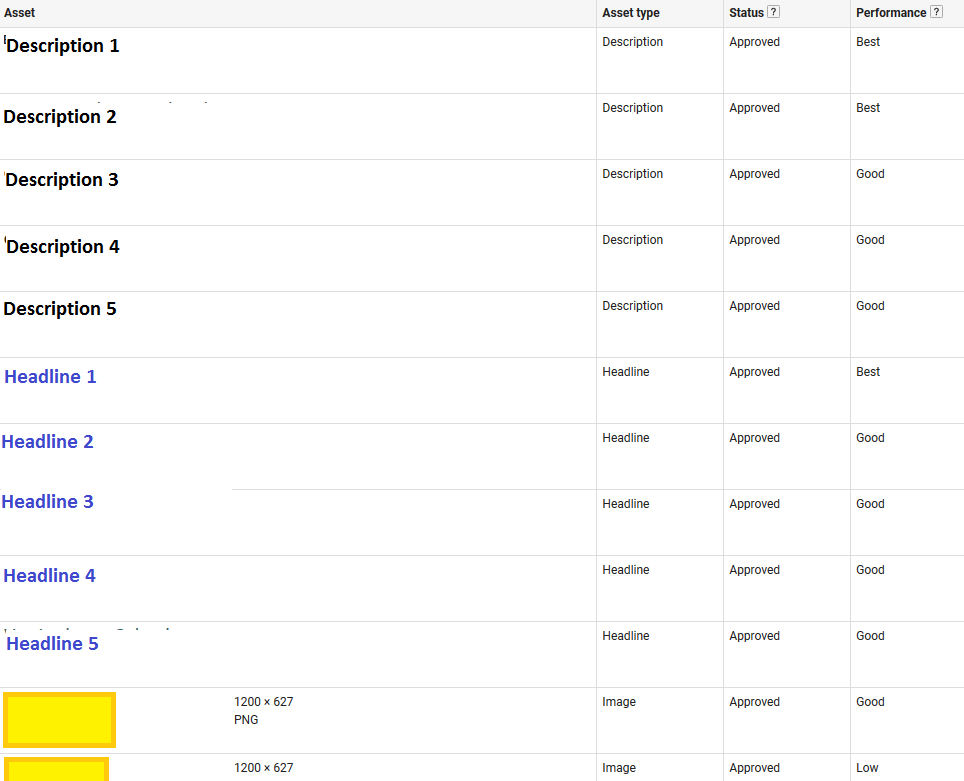 Asset Asset type Status ? Performance ?
Description 1 Description Approved Best
Description 2 Description Approved Best
Description 3 Description Approved Good
Description 4 Description Approved Good
Description 5 Description Approved Good
Headline 1 Headline Approved Best
Headline 2 Headline Approved Good
Headline 3 Headline Approved Good
Headline 4 Headline Approved Good
Headline 5 Headline Approved Good
1200 × 627 Image Approved Good
PNG
1200 × 627 Image Approved Low